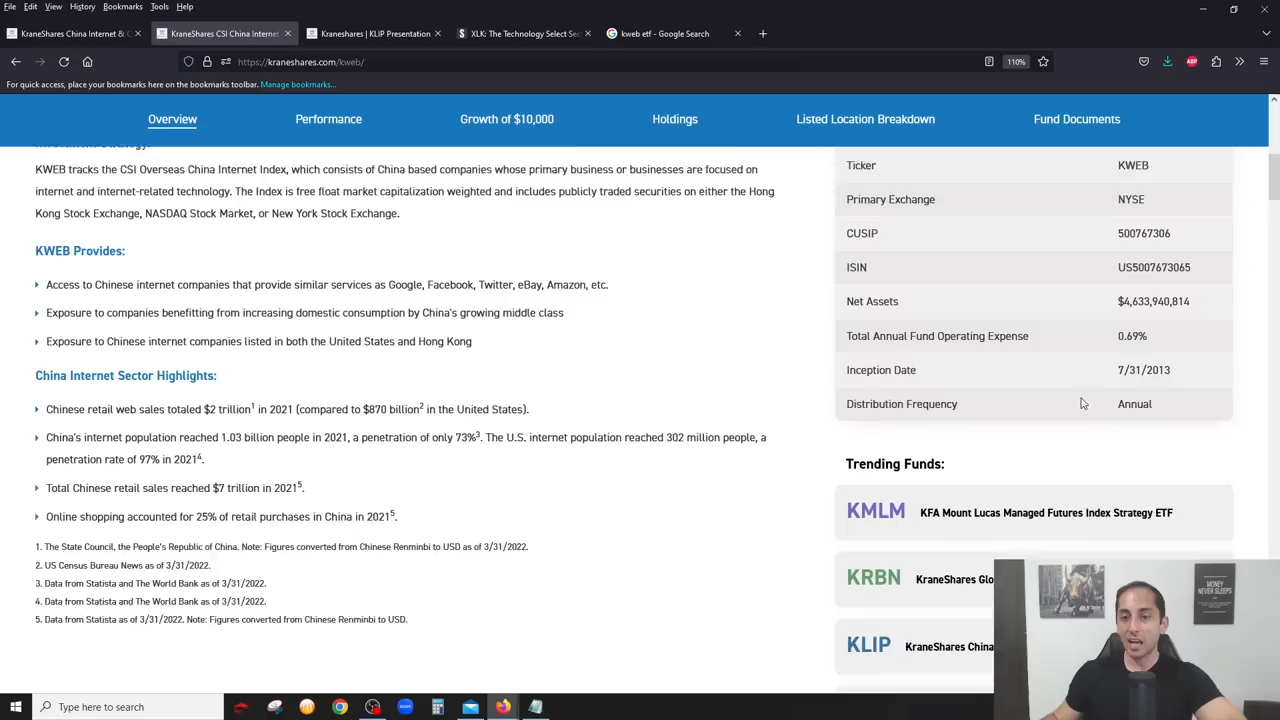 File Edit View History Bookmarks Tools Help
KraneShares China Internet & C
KraneShares CSI China Internet
Kraneshares | KLIP Presentation
XLK: The Technology Select Sec
kweb etf - Google Search
https://kraneshares.com/kweb/
110%
ABP
For quick access, place your bookmarks here on the bookmarks toolbar. Manage bookmarks...
Overview
Performance
Growth of $10,000
Holdings
Listed Location Breakdown
Fund Documents
KWEB tracks the CSI Overseas China Internet Index, which consists of China based companies whose primary business or businesses are focused on
internet and internet-related technology. The Index is free float market capitalization weighted and includes publicly traded securities on either the Hong
Kong Stock Exchange, NASDAQ Stock Market, or New York Stock Exchange.
KWEB Provides:
Access to Chinese internet companies that provide similar services as Google, Facebook, Twitter, eBay, Amazon, etc.
Exposure to companies benefitting from increasing domestic consumption by China's growing middle class
Exposure to Chinese internet companies listed in both the United States and Hong Kong
China Internet Sector Highlights:
Chinese retail web sales totaled $2 trillion1 in 2021 (compared to $870 billion2 in the United States).
China's internet population reached 1.03 billion people in 2021, a penetration of only 73%3. The U.S. internet population reached 302 million people, a
penetration rate of 97% in 20214.
Total Chinese retail sales reached $7 trillion in 20215.
Online shopping accounted for 25% of retail purchases in China in 20215.
1. The State Council, the People's Republic of China. Note: Figures converted from Chinese Renminbi to USD as of 3/31/2022.
2. US Census Bureau News as of 3/31/2022.
3. Data from Statista and The World Bank as of 3/31/2022.
4. Data from Statista and The World Bank as of 3/31/2022.
5. Data from Statista as of 3/31/2022. Note: Figures converted from Chinese Renminbi to USD.
Ticker KWEB
Primary Exchange NYSE
CUSIP 500767306
ISIN US5007673065
Net Assets $4,633,940,814
Total Annual Fund Operating Expense 0.69%
Inception Date 7/31/2013
Distribution Frequency Annual
Trending Funds:
KMLM KFA Mount Lucas Managed Futures Index Strategy ETF
KRBN KraneShares Glo
KLIP KraneShares China
MONEY
NEVER SLEEPS
Type here to search
zoom